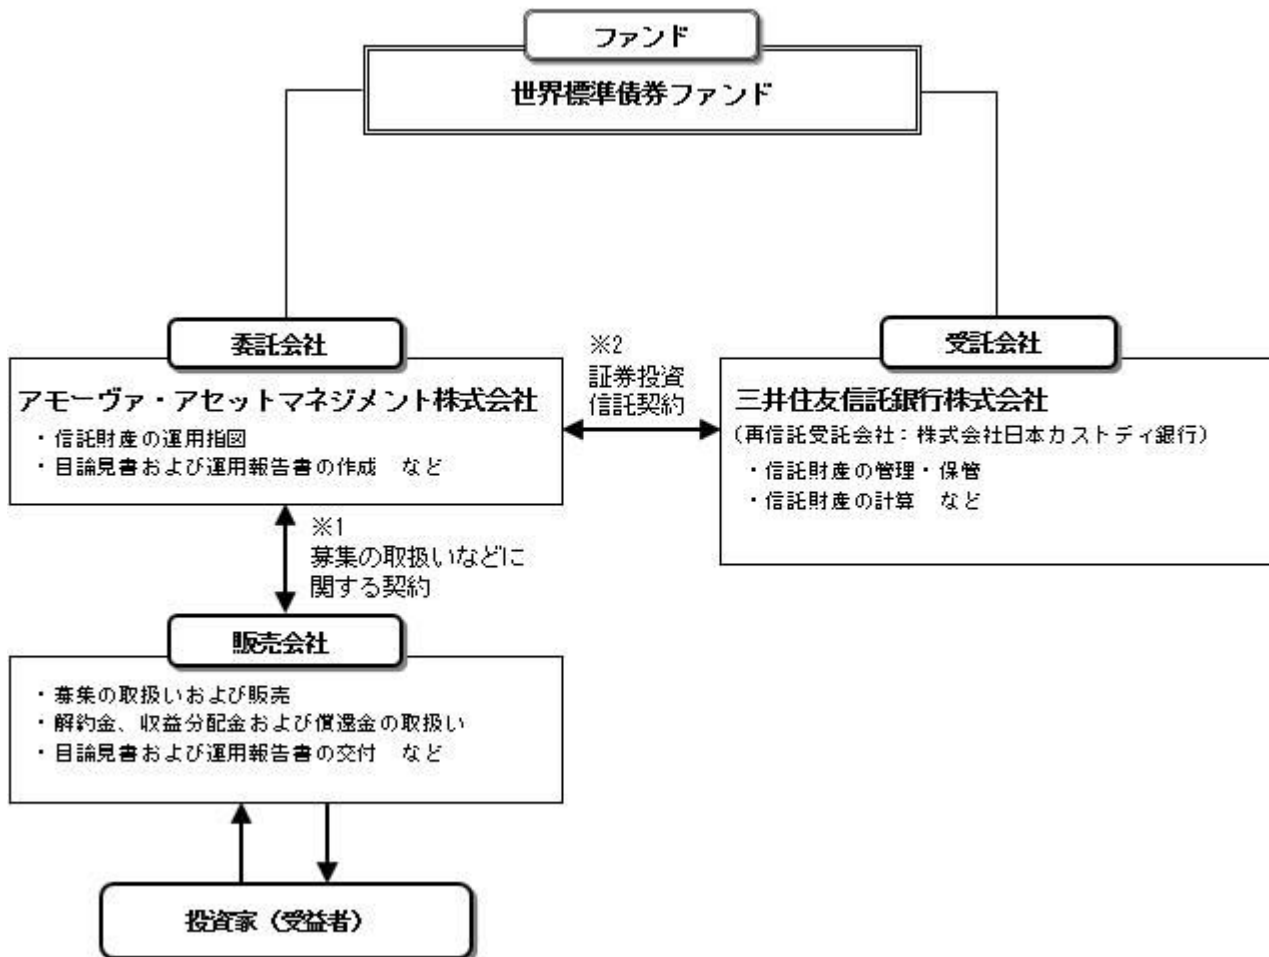 ファンド
世界標準債券ファンド
委託会社
アモーヴァ・アセットマネジメント株式会社
・信託財産の運用指図
・目論見書および運用報告書の作成　など
※2
証券投資
信託契約
受託会社
三井住友信託銀行株式会社
（再信託受託会社：株式会社日本カストディ銀行）
・信託財産の管理・保管
・信託財産の計算　など
※1
募集の取扱いなどに
関する契約
販売会社
・募集の取扱いおよび販売
・解約金、収益分配金および償還金の取扱い
・目論見書および運用報告書の交付　など
投資家（受益者）